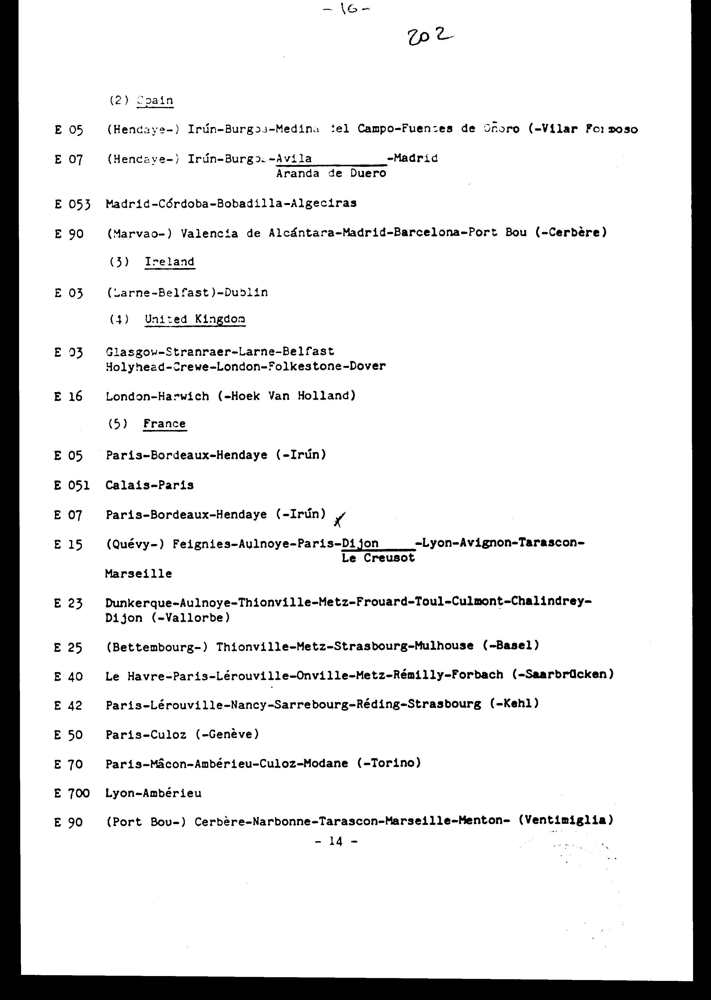 - 16 -
202
(2) Spain
E 05 (Hendaye-) Irún-Burgos-Medina del Campo-Fuentes de Oñoro (-Vilar Formoso
E 07 (Hendaye-) Irún-Burgos-Avila -Madrid
Aranda de Duero
E 053 Madrid-Córdoba-Bobadilla-Algeciras
E 90 (Marvao-) Valencia de Alcántara-Madrid-Barcelona-Port Bou (-Cerbère)
(3) Ireland
E 03 (Larne-Belfast)-Dublin
(4) United Kingdom
E 03 Glasgow-Stranraer-Larne-Belfast
Holyhead-Crewe-London-Folkestone-Dover
E 16 London-Harwich (-Hoek Van Holland)
(5) France
E 05 Paris-Bordeaux-Hendaye (-Irún)
E 051 Calais-Paris
E 07 Paris-Bordeaux-Hendaye (-Irún)
E 15 (Quévy-) Feignies-Aulnoye-Paris-Dijon -Lyon-Avignon-Tarascon-
Le Creusot
Marseille
E 23 Dunkerque-Aulnoye-Thionville-Metz-Frouard-Toul-Culmont-Chalindrey-
Dijon (-Vallorbe)
E 25 (Bettembourg-) Thionville-Metz-Strasbourg-Mulhouse (-Basel)
E 40 Le Havre-Paris-Lérouville-Onville-Metz-Rémilly-Forbach (-Saarbrücken)
E 42 Paris-Lérouville-Nancy-Sarrebourg-Réding-Strasbourg (-Kehl)
E 50 Paris-Culoz (-Genève)
E 70 Paris-Mâcon-Ambérieu-Culoz-Modane (-Torino)
E 700 Lyon-Ambérieu
E 90 (Port Bou-) Cerbère-Narbonne-Tarascon-Marseille-Menton- (Ventimiglia)
- 14 -